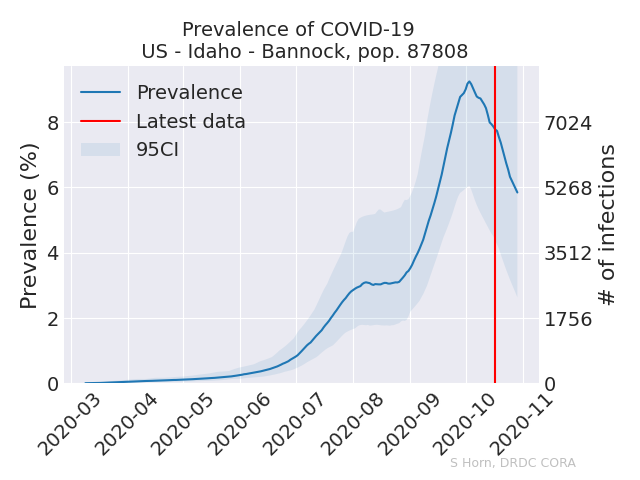 Prevalence of COVID-19
US - Idaho - Bannock, pop. 87808
Prevalence
Latest data
95CI
Prevalence (%)
8
6
4
2
0
7024
5268
3512
1756
0
# of infections
2020-03
2020-04
2020-05
2020-06
2020-07
2020-08
2020-09
2020-10
2020-11
S Horn, DRDC CORA